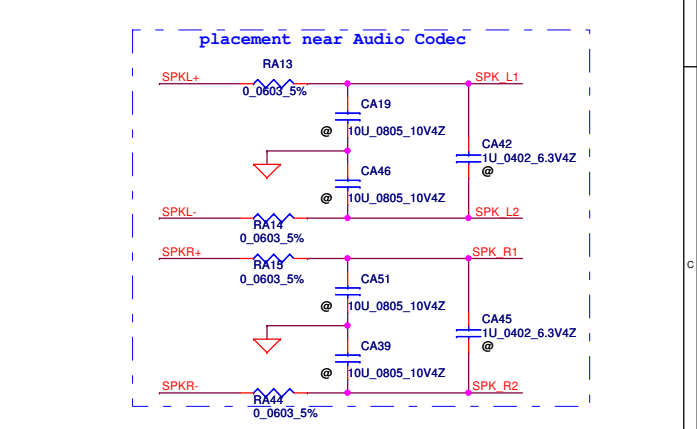 placement near Audio Codec
RA13
SPKL+
SPK_L1
0_0603_5%
CA19
@
10U_0805_10V4Z
CA42
1U_0402_6.3V4Z
@
CA46
@
10U_0805_10V4Z
SPKL-
SPK_L2
RA14
0_0603_5%
SPKR+
SPK_R1
RA15
0_0603_5%
CA51
@
10U_0805_10V4Z
CA45
1U_0402_6.3V4Z
@
CA39
@
10U_0805_10V4Z
SPKR-
SPK_R2
RA44
0_0603_5%
C